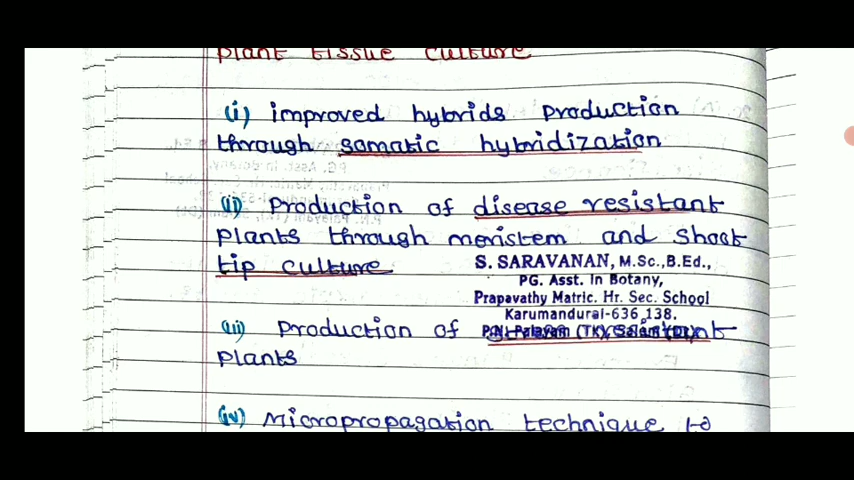 plant tissue culture
(i) improved hybrids production
through somatic hybridization
(ii) Production of disease resistant
plants through meristem and shoot
tip culture
S. SARAVANAN, M.Sc.,B.Ed.,
PG. Asst. In Botany,
Prapavathy Matric. Hr. Sec. School
Karumandurai-636 138.
P.N. Palayam (TK), Salem (Dt)
(iii) Production of resistant
plants
(iv) Micropropagation technique to